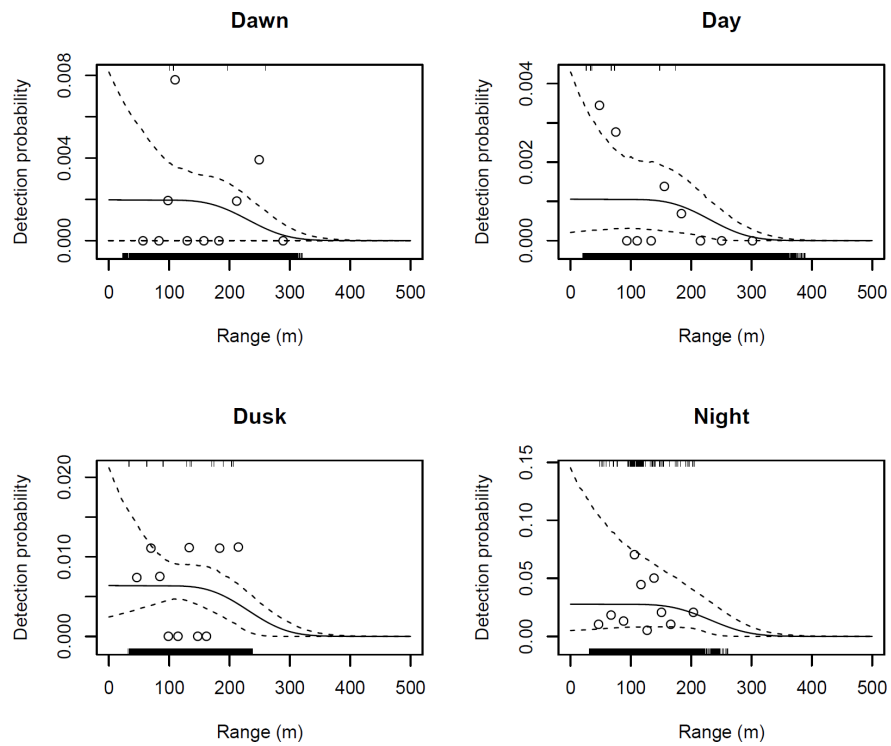 Dawn
Detection probability
0.000 0.004 0.008
0 100 200 300 400 500
Range (m)
Day
Detection probability
0.000 0.002 0.004
0 100 200 300 400 500
Range (m)
Dusk
Detection probability
0.000 0.010 0.020
0 100 200 300 400 500
Range (m)
Night
Detection probability
0.00 0.05 0.10 0.15
0 100 200 300 400 500
Range (m)